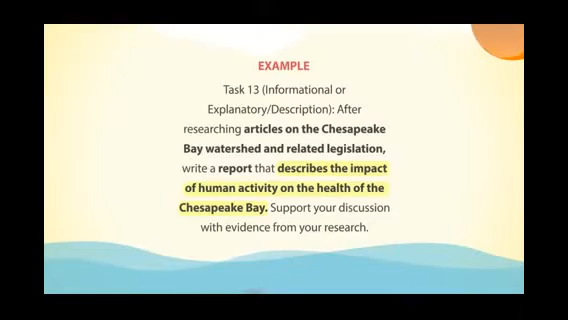 EXAMPLE
Task 13 (Informational or
Explanatory/Description): After
researching articles on the Chesapeake
Bay watershed and related legislation,
write a report that describes the impact
of human activity on the health of the
Chesapeake Bay. Support your discussion
with evidence from your research.